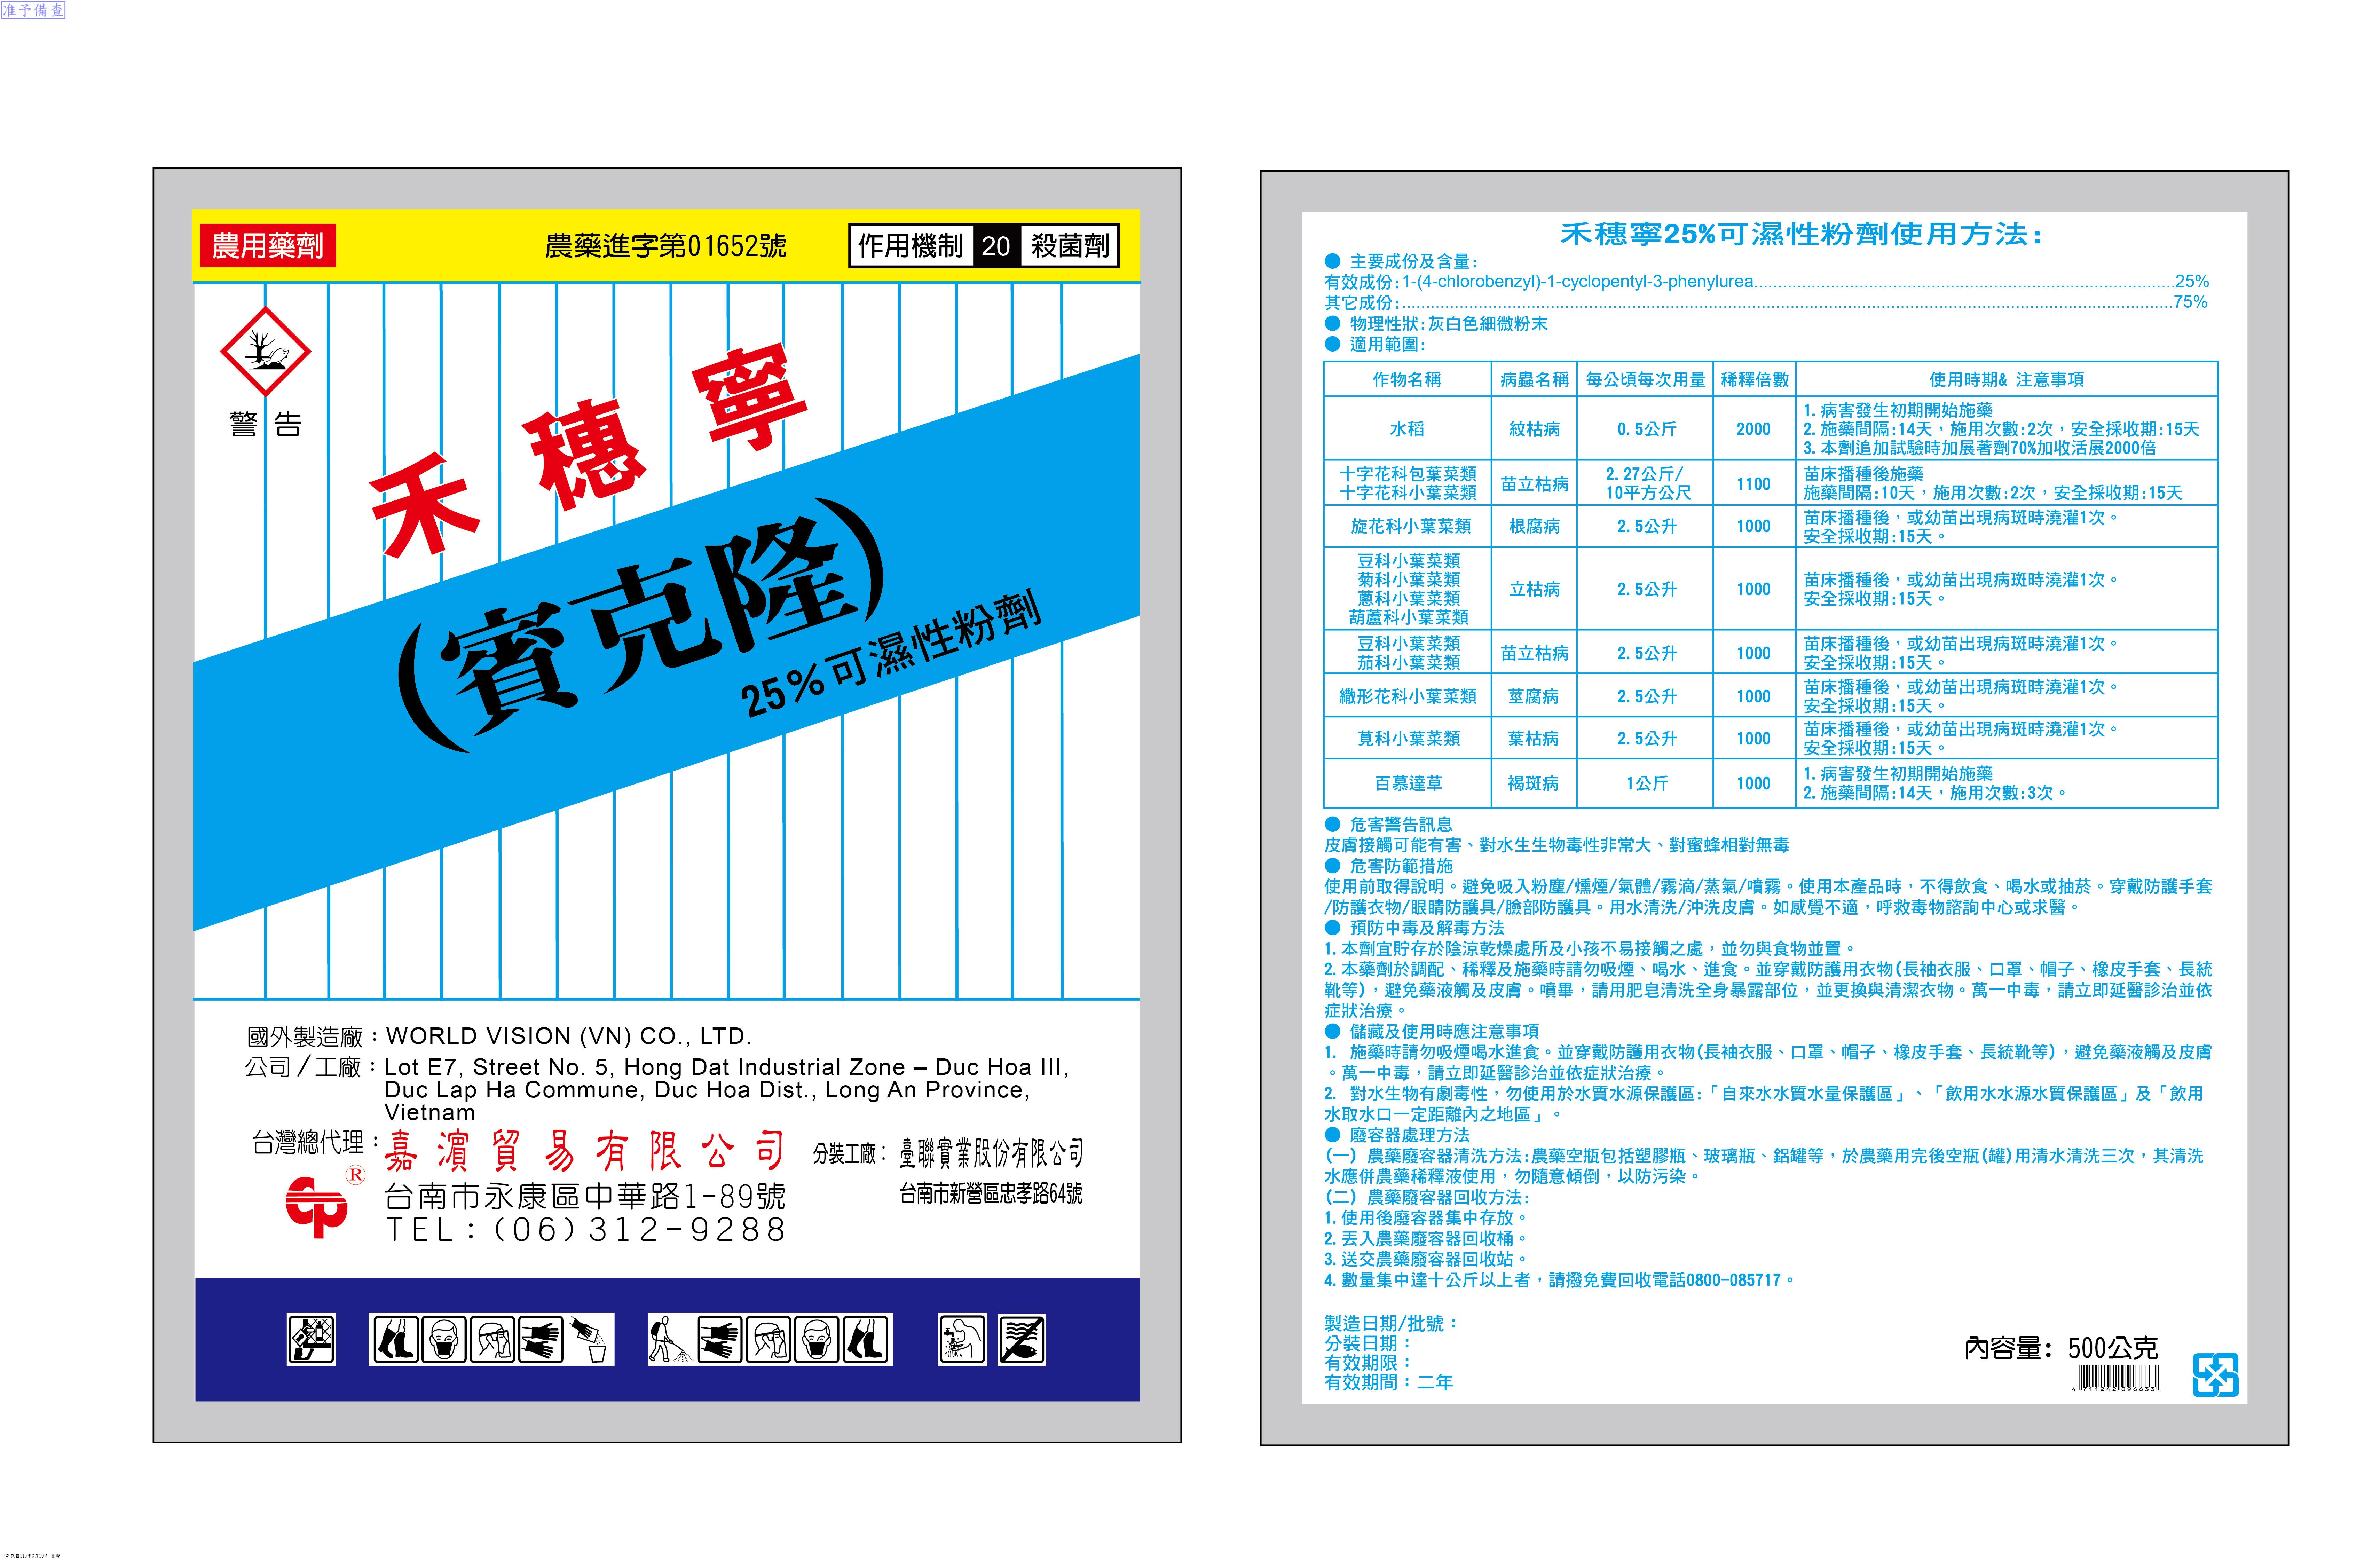 准予備查
農用藥劑
農藥進字第01652號
作用機制 20 殺菌劑
警告
禾穗寧
(賓克隆)
25%可濕性粉劑
國外製造廠：WORLD VISION (VN) CO., LTD.
公司／工廠：Lot E7, Street No. 5, Hong Dat Industrial Zone – Duc Hoa III,
Duc Lap Ha Commune, Duc Hoa Dist., Long An Province,
Vietnam
台灣總代理：嘉濱貿易有限公司
®
台南市永康區中華路1-89號
TEL：(06)312-9288
分裝工廠：臺聯實業股份有限公司
台南市新營區忠孝路64號
禾穗寧25%可濕性粉劑使用方法:
● 主要成份及含量:
有效成份:1-(4-chlorobenzyl)-1-cyclopentyl-3-phenylurea........25%
其它成份:........75%
● 物理性狀:灰白色細微粉末
● 適用範圍:
作物名稱 病蟲名稱 每公頃每次用量 稀釋倍數 使用時期& 注意事項
水稻 紋枯病 0.5公斤 2000 1.病害發生初期開始施藥
2.施藥間隔:14天，施用次數:2次，安全採收期:15天
3.本劑追加試驗時加展著劑70%加收活展2000倍
十字花科包葉菜類
十字花科小葉菜類 苗立枯病 2.27公斤/
10平方公尺 1100 苗床播種後施藥
施藥間隔:10天，施用次數:2次，安全採收期:15天
旋花科小葉菜類 根腐病 2.5公升 1000 苗床播種後，或幼苗出現病斑時澆灌1次。
安全採收期:15天。
豆科小葉菜類
菊科小葉菜類
蔥科小葉菜類
葫蘆科小葉菜類 立枯病 2.5公升 1000 苗床播種後，或幼苗出現病斑時澆灌1次。
安全採收期:15天。
豆科小葉菜類
茄科小葉菜類 苗立枯病 2.5公升 1000 苗床播種後，或幼苗出現病斑時澆灌1次。
安全採收期:15天。
繖形花科小葉菜類 莖腐病 2.5公升 1000 苗床播種後，或幼苗出現病斑時澆灌1次。
安全採收期:15天。
莧科小葉菜類 葉枯病 2.5公升 1000 苗床播種後，或幼苗出現病斑時澆灌1次。
安全採收期:15天。
百慕達草 褐斑病 1公斤 1000 1.病害發生初期開始施藥
2.施藥間隔:14天，施用次數:3次。
● 危害警告訊息
皮膚接觸可能有害、對水生生物毒性非常大、對蜜蜂相對無毒
● 危害防範措施
使用前取得說明。避免吸入粉塵/燻煙/氣體/霧滴/蒸氣/噴霧。使用本產品時，不得飲食、喝水或抽菸。穿戴防護手套
/防護衣物/眼睛防護具/臉部防護具。用水清洗/沖洗皮膚。如感覺不適，呼救毒物諮詢中心或求醫。
● 預防中毒及解毒方法
1.本劑宜貯存於陰涼乾燥處所及小孩不易接觸之處，並勿與食物並置。
2.本藥劑於調配、稀釋及施藥時請勿吸煙、喝水、進食。並穿戴防護用衣物(長袖衣服、口罩、帽子、橡皮手套、長統
靴等)，避免藥液觸及皮膚。噴畢，請用肥皂清洗全身暴露部位，並更換與清潔衣物。萬一中毒，請立即延醫診治並依
症狀治療。
● 儲藏及使用時應注意事項
1. 施藥時請勿吸煙喝水進食。並穿戴防護用衣物(長袖衣服、口罩、帽子、橡皮手套、長統靴等)，避免藥液觸及皮膚
。萬一中毒，請立即延醫診治並依症狀治療。
2. 對水生物有劇毒性，勿使用於水質水源保護區:「自來水水質水量保護區」、「飲用水水源水質保護區」及「飲用
水取水口一定距離內之地區」。
● 廢容器處理方法
(一) 農藥廢容器清洗方法:農藥空瓶包括塑膠瓶、玻璃瓶、鋁罐等，於農藥用完後空瓶(罐)用清水清洗三次，其清洗
水應併農藥稀釋液使用，勿隨意傾倒，以防污染。
(二) 農藥廢容器回收方法:
1.使用後廢容器集中存放。
2.丟入農藥廢容器回收桶。
3.送交農藥廢容器回收站。
4.數量集中達十公斤以上者，請撥免費回收電話0800-085717。
製造日期/批號：
分裝日期：
有效期限：
有效期間：二年
內容量: 500公克
4 711242 096633